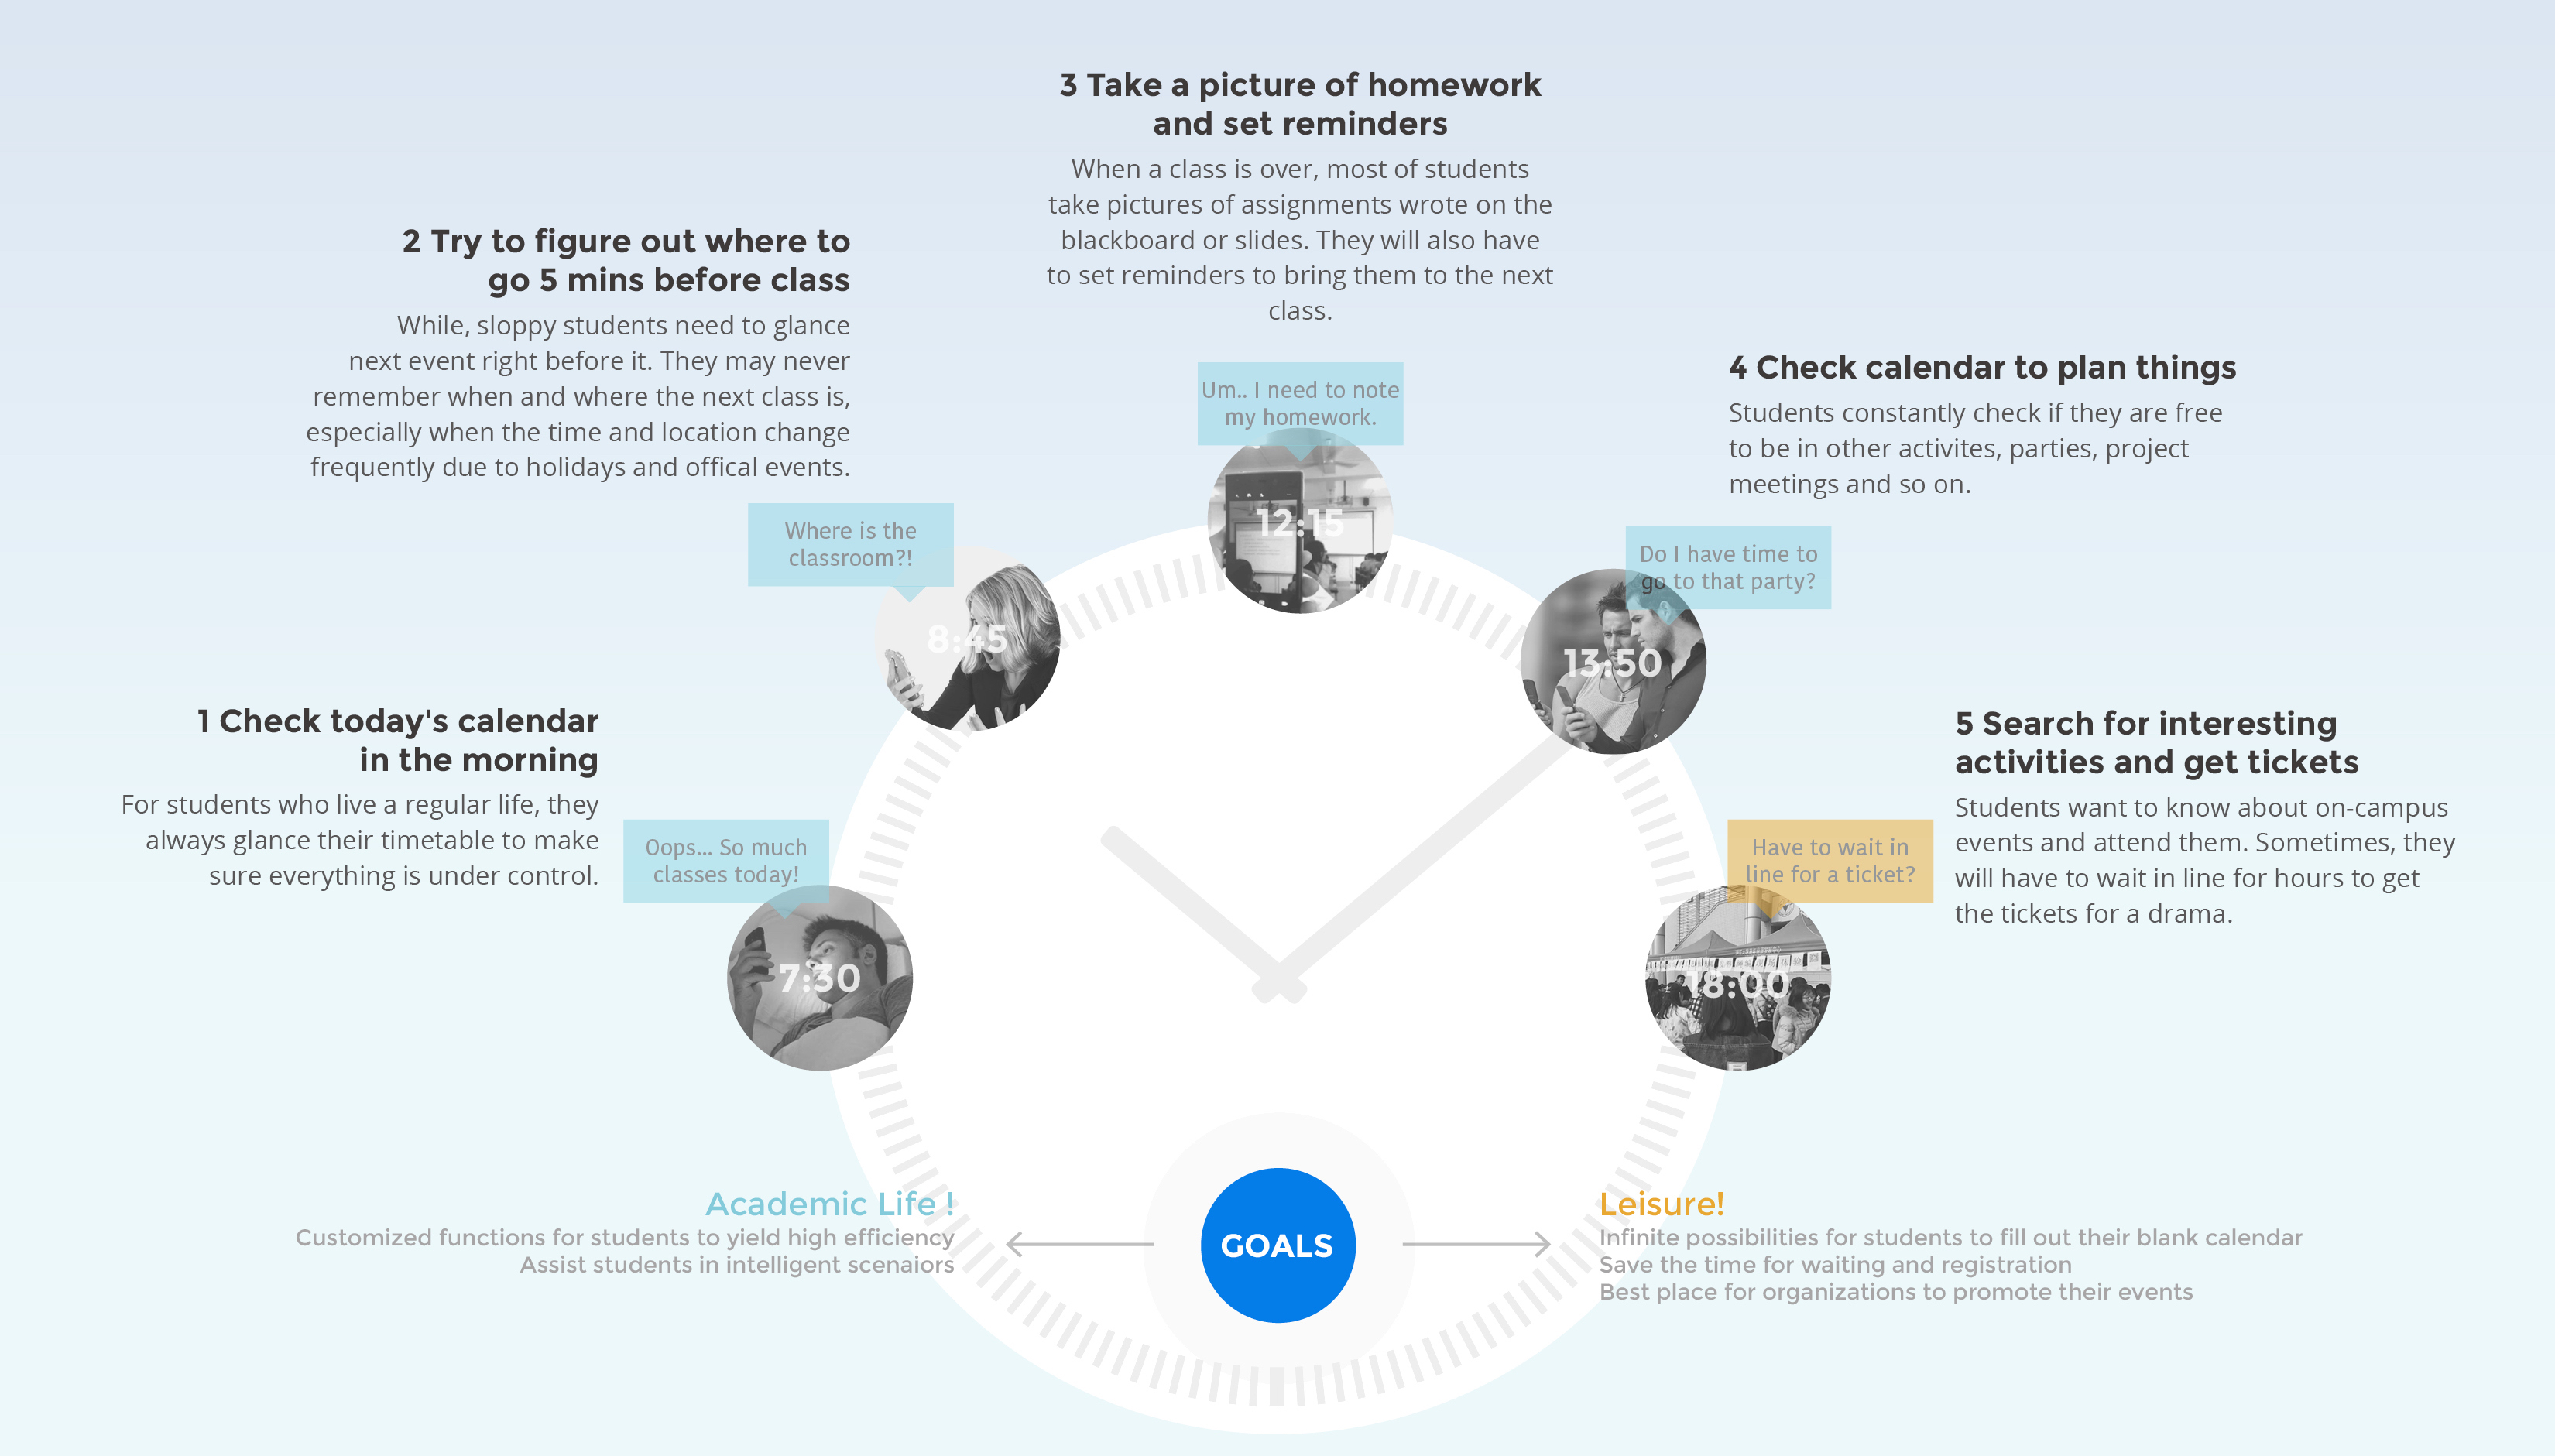 3 Take a picture of homework
and set reminders
When a class is over, most of students
take pictures of assignments wrote on the
blackboard or slides. They will also have
to set reminders to bring them to the next
class.
2 Try to figure out where to
go 5 mins before class
While, sloppy students need to glance
next event right before it. They may never
remember when and where the next class is,
especially when the time and location change
frequently due to holidays and offical events.
4 Check calendar to plan things
Students constantly check if they are free
to be in other activites, parties, project
meetings and so on.
Um.. I need to note
my homework.
12:15
Where is the
classroom?!
8:45
Do I have time to
go to that party?
13:50
1 Check today's calendar
in the morning
For students who live a regular life, they
always glance their timetable to make
sure everything is under control.
Oops... So much
classes today!
7:30
5 Search for interesting
activities and get tickets
Students want to know about on-campus
events and attend them. Sometimes, they
will have to wait in line for hours to get
the tickets for a drama.
Have to wait in
line for a ticket?
18:00
Academic Life !
Customized functions for students to yield high efficiency
Assist students in intelligent scenaiors
GOALS
Leisure!
Infinite possibilities for students to fill out their blank calendar
Save the time for waiting and registration
Best place for organizations to promote their events